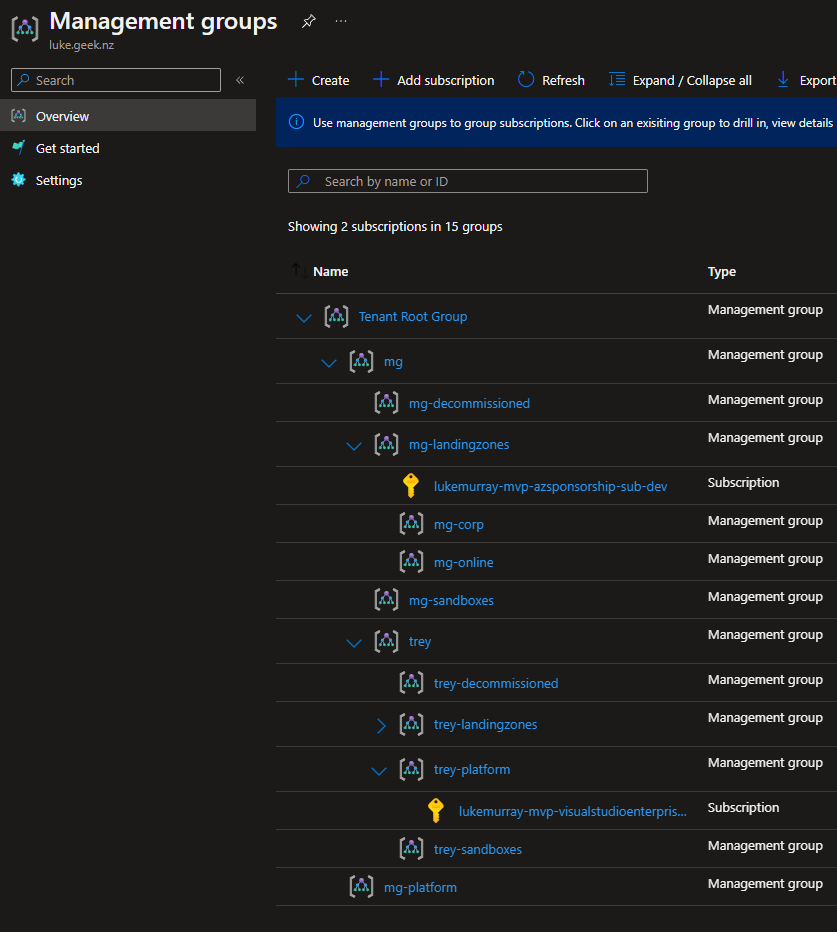 Management groups
luke.geek.nz
Search
Overview
Get started
Settings
Create Add subscription Refresh Expand / Collapse all Export
Use management groups to group subscriptions. Click on an exisiting group to drill in, view details
Search by name or ID
Showing 2 subscriptions in 15 groups
Name Type
Tenant Root Group Management group
mg Management group
mg-decommissioned Management group
mg-landingzones Management group
lukemurray-mvp-azsponsorship-sub-dev Subscription
mg-corp Management group
mg-online Management group
mg-sandboxes Management group
trey Management group
trey-decommissioned Management group
trey-landingzones Management group
trey-platform Management group
lukemurray-mvp-visualstudioenterpris... Subscription
trey-sandboxes Management group
mg-platform Management group